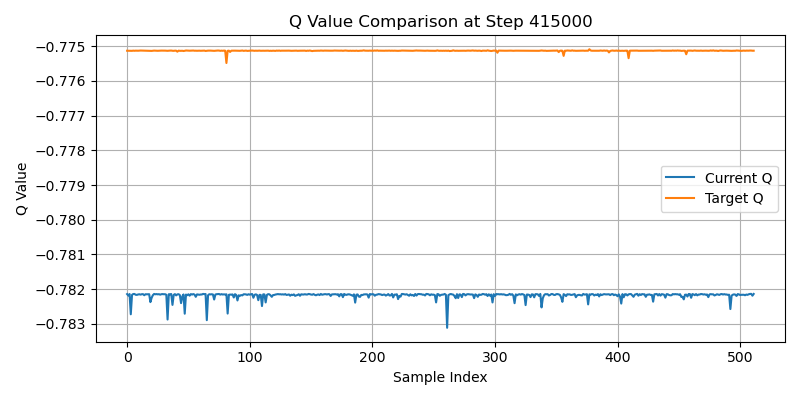 Q Value Comparison at Step 415000
−0.775
−0.776
−0.777
−0.778
−0.779
−0.780
−0.781
−0.782
−0.783
Q Value
Current Q
Target Q
0 100 200 300 400 500
Sample Index